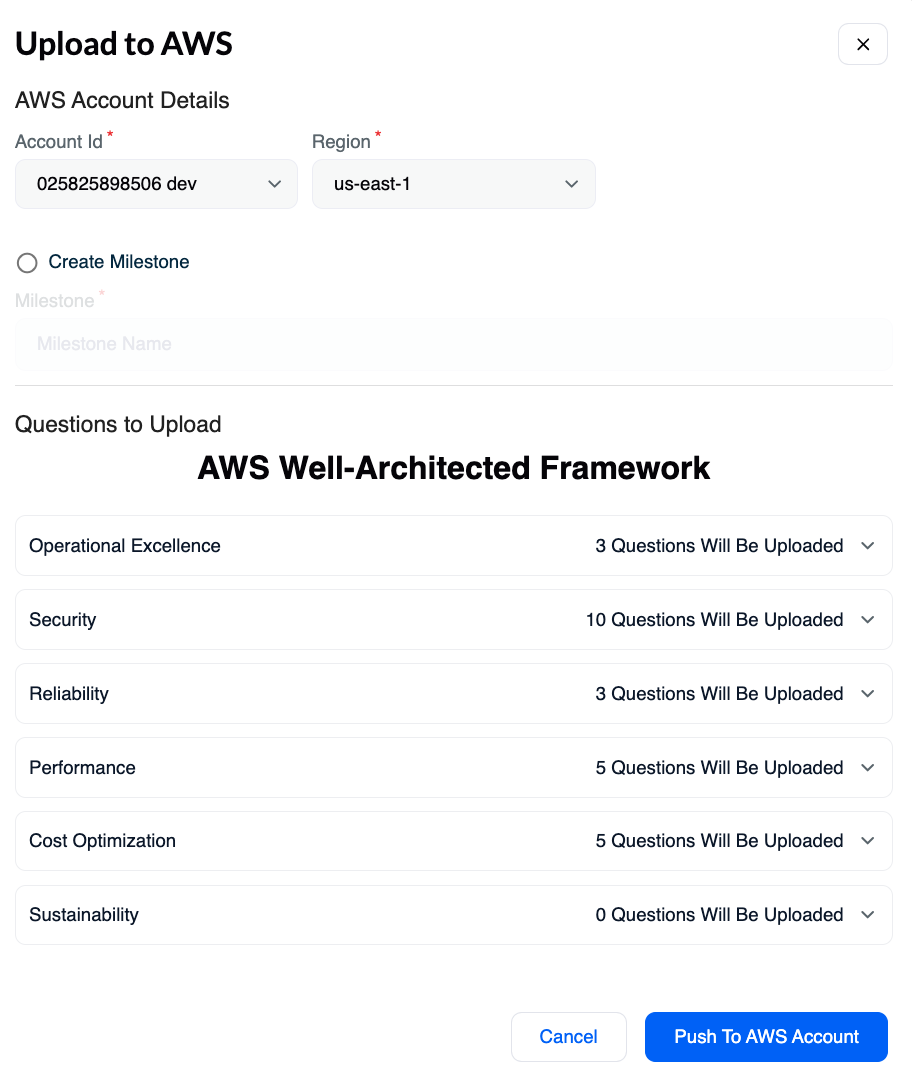 Upload to AWS
AWS Account Details
Account Id * Region *
025825898506 dev us-east-1
Create Milestone
Milestone *
Milestone Name
Questions to Upload
AWS Well-Architected Framework
Operational Excellence 3 Questions Will Be Uploaded
Security 10 Questions Will Be Uploaded
Reliability 3 Questions Will Be Uploaded
Performance 5 Questions Will Be Uploaded
Cost Optimization 5 Questions Will Be Uploaded
Sustainability 0 Questions Will Be Uploaded
Cancel Push To AWS Account